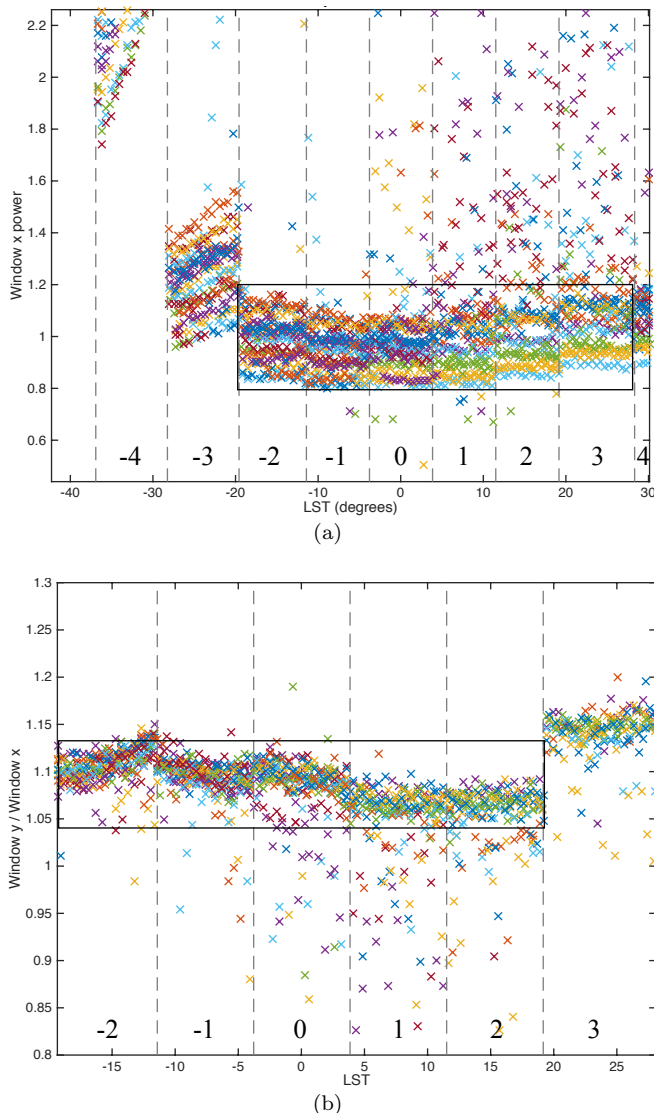 2.2
2
1.8
1.6
1.4
1.2
1
0.8
0.6
Window x power
-4 -3 -2 -1 0 1 2 3 4
-40 -30 -20 -10 0 10 20 30
LST (degrees)
(a)
1.3
1.25
1.2
1.15
1.1
1.05
1
0.95
0.9
0.85
0.8
Window y / Window x
-2 -1 0 1 2 3
-15 -10 -5 0 5 10 15 20 25
LST
(b)